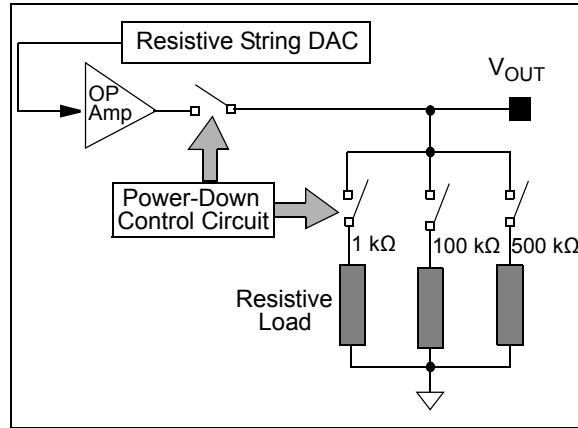 Resistive String DAC
OP
Amp
VOUT
Power-Down
Control Circuit
1 kΩ
100 kΩ
500 kΩ
Resistive
Load